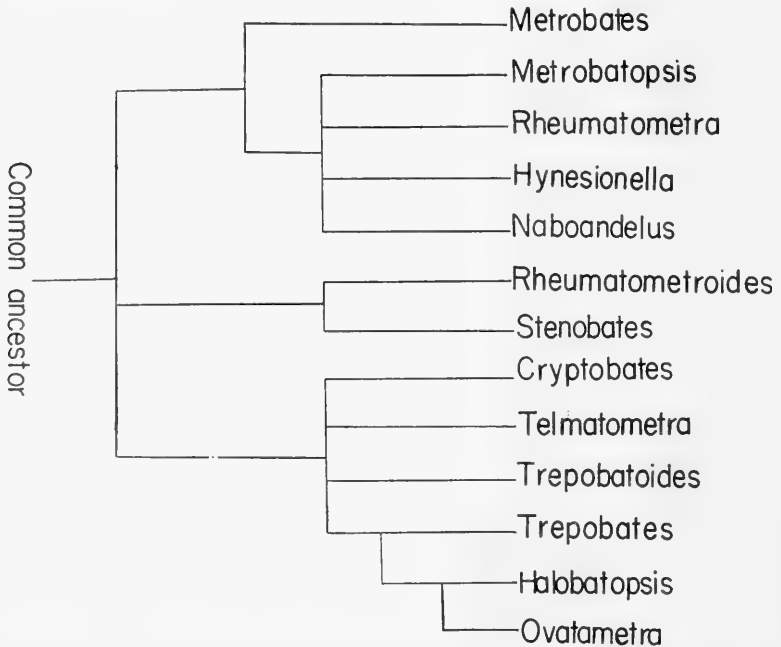 Metrobates
Metrobatopsis
Rheumatometra
Hynesionella
Naboandelus
Common ancestor
Rheumatometroides
Stenobates
Cryptobates
Telmatometra
Trepobatoides
Trepobates
Halobatopsis
Ovatametra